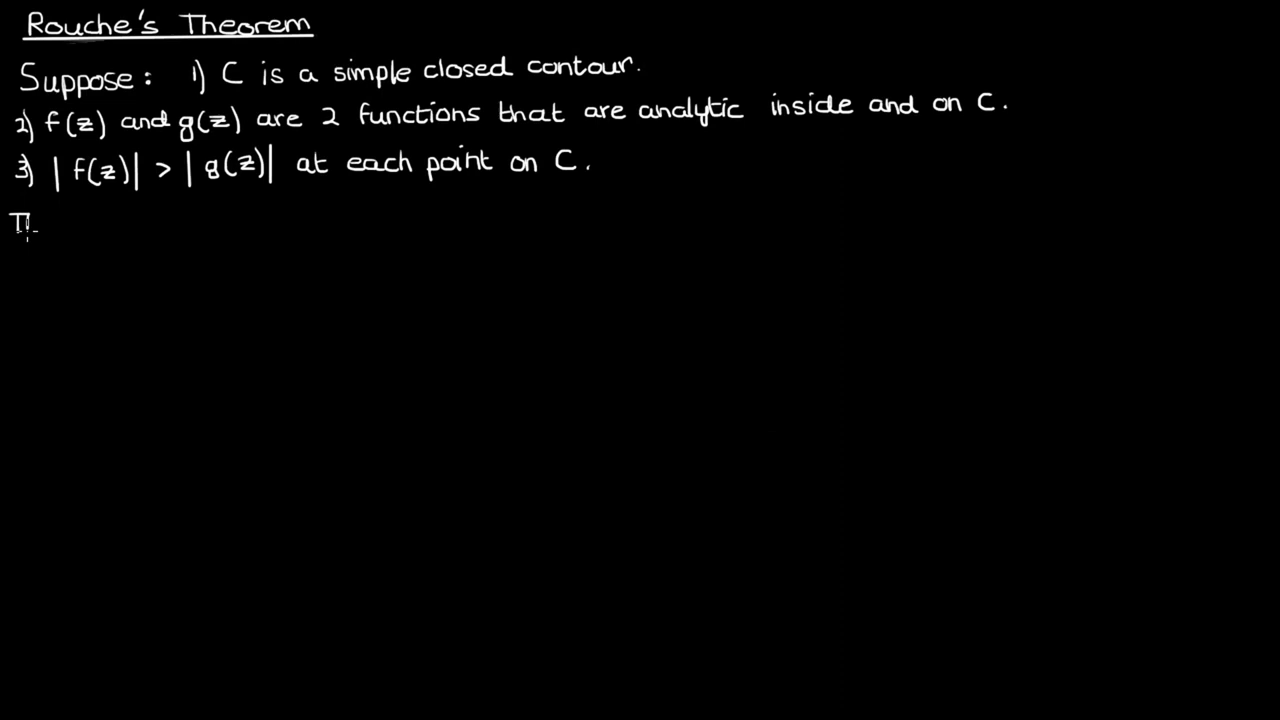 Rouche's Theorem
Suppose: 1) C is a simple closed contour.
2) f(z) and g(z) are 2 functions that are analytic inside and on C.
3) |f(z)| > |g(z)| at each point on C.